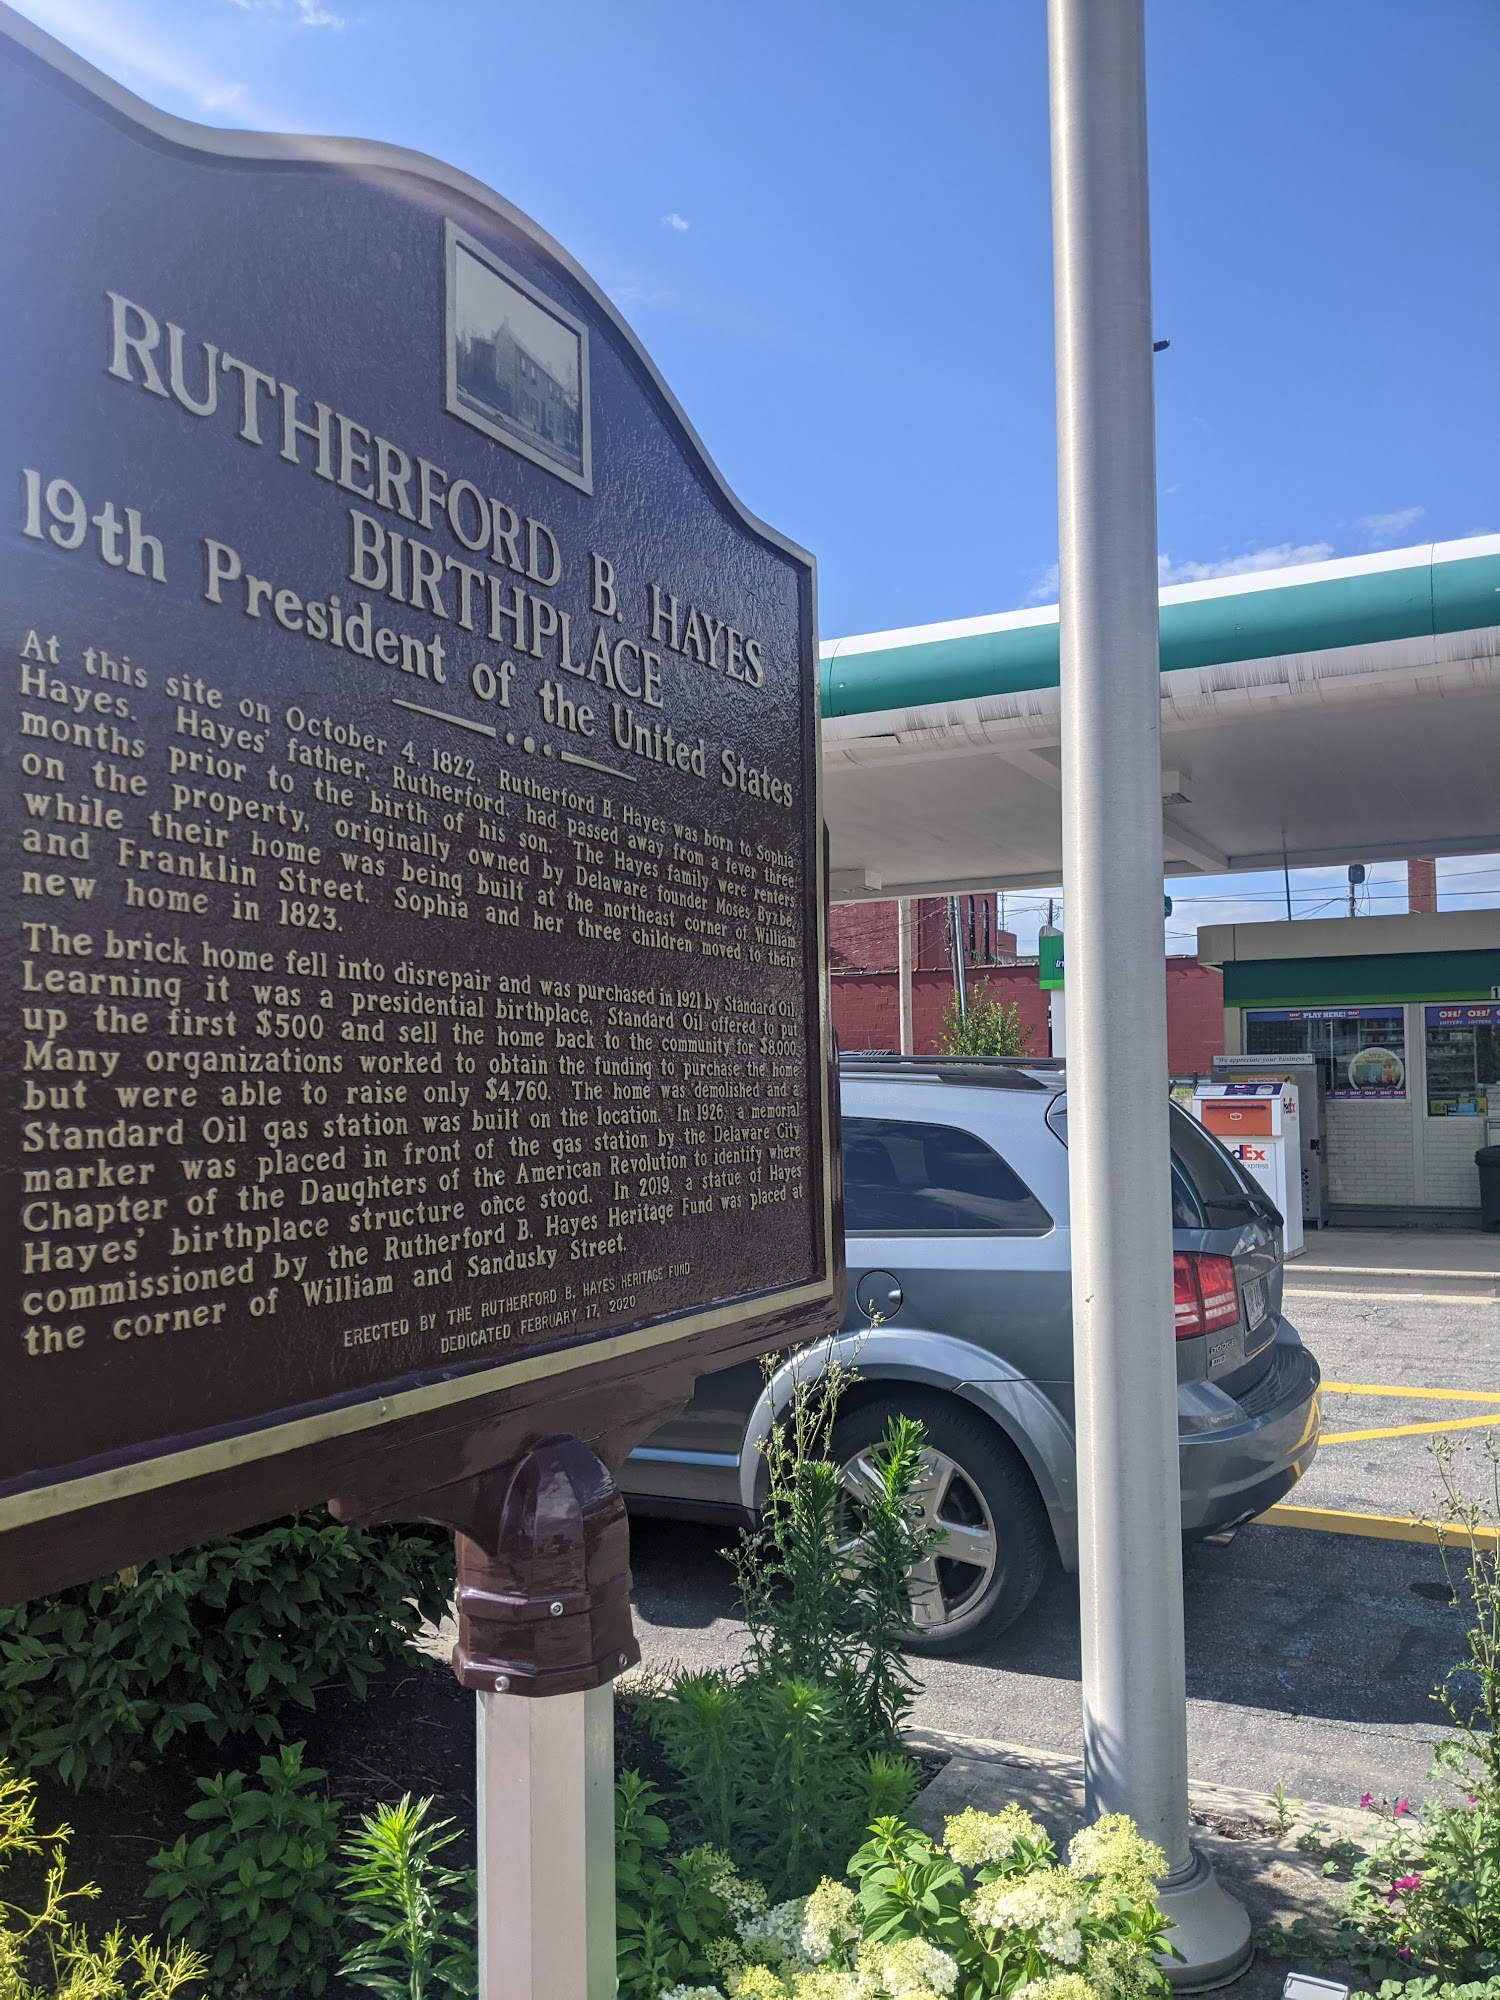 RUTHERFORD B. HAYES
BIRTHPLACE
19th President of the United States
At this site on October 4, 1822, Rutherford B. Hayes was born to Sophia
Hayes. Hayes' father, Rutherford, had passed away from a fever three
months prior to the birth of his son. The Hayes family were renters
on the property, originally owned by Delaware founder Moses Byxbe,
while their home was being built at the northeast corner of William
and Franklin Street. Sophia and her three children moved to their
new home in 1823.
The brick home fell into disrepair and was purchased in 1921 by Standard Oil.
Learning it was a presidential birthplace, Standard Oil offered to put
up the first $500 and sell the home back to the community for $8,000.
Many organizations worked to obtain the funding to purchase the home
but were able to raise only $4,760. The home was demolished and a
Standard Oil gas station was built on the location. In 1926, a memorial
marker was placed in front of the gas station by the Delaware City
Chapter of the Daughters of the American Revolution to identify where
Hayes' birthplace structure once stood. In 2019, a statue of Hayes
commissioned by the Rutherford B. Hayes Heritage Fund was placed at
the corner of William and Sandusky Street.
ERECTED BY THE RUTHERFORD B. HAYES HERITAGE FUND
DEDICATED FEBRUARY 17, 2020
OH! PLAY HERE! OH!
OH! OH!
LOTTERY LOTTERY
"We appreciate your business."
FedEx
FedEx
dEx
Express
DODGE